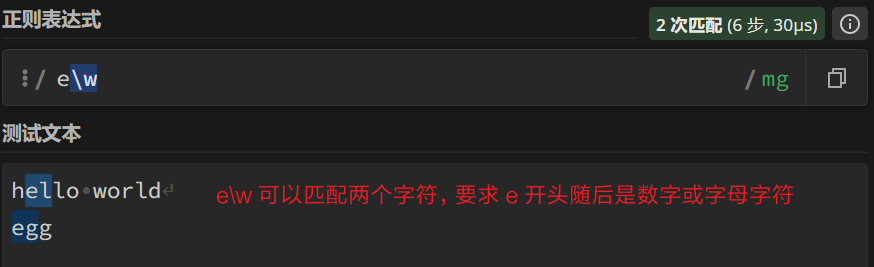 正则表达式
2 次匹配 (6 步, 30μs)
/ e\w / mg
测试文本
hello·world↵
e\w 可以匹配两个字符，要求 e 开头随后是数字或字母字符
egg